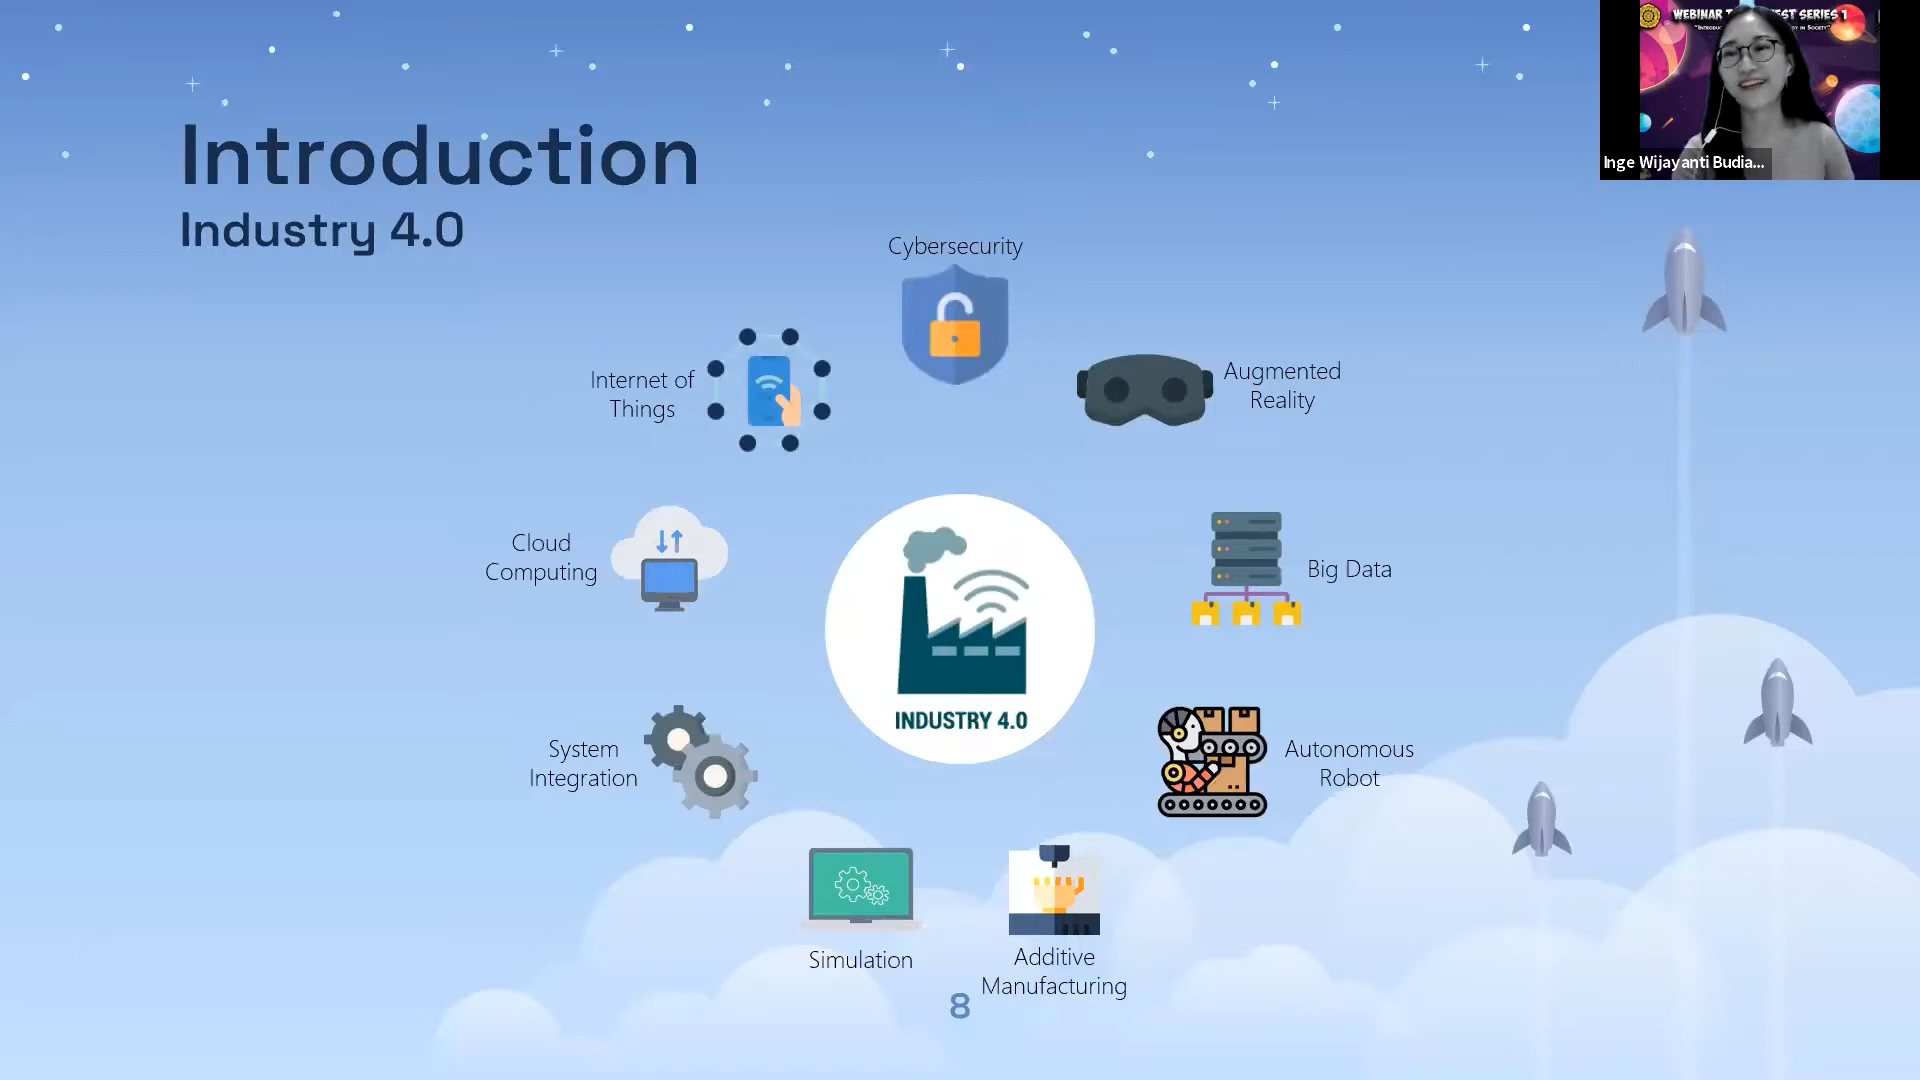 WEBINAR
EST SERIES 1
Introduction
Industry 4.0
Inge Wijayanti Budia...
Cybersecurity
Internet of
Things
Augmented
Reality
Cloud
Computing
Big Data
INDUSTRY 4.0
System
Integration
Autonomous
Robot
Simulation
Additive
Manufacturing
8